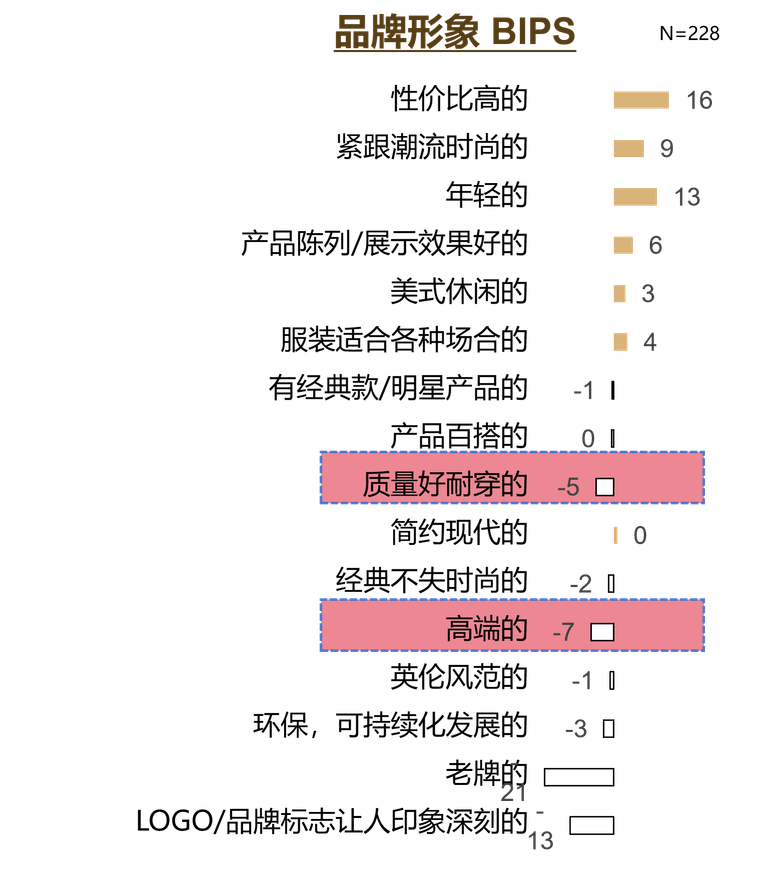 品牌形象 BIPS
N=228
性价比高的 16
紧跟潮流时尚的 9
年轻的 13
产品陈列/展示效果好的 6
美式休闲的 3
服装适合各种场合的 4
有经典款/明星产品的 -1
产品百搭的 0
质量好耐穿的 -5
简约现代的 0
经典不失时尚的 -2
高端的 -7
英伦风范的 -1
环保，可持续化发展的 -3
老牌的
21
LOGO/品牌标志让人印象深刻的 -
13